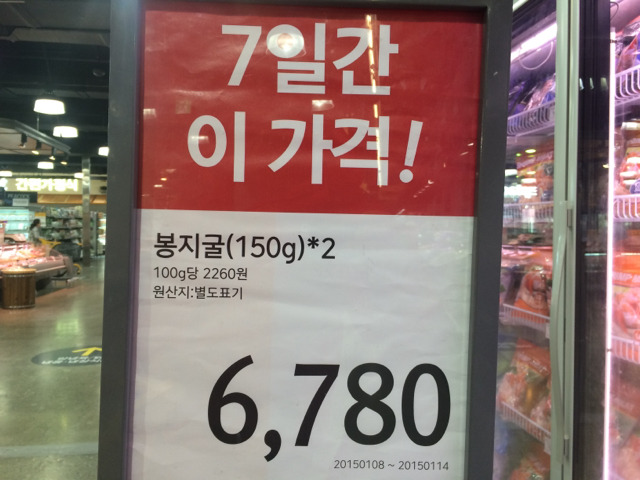 7일간
이 가격!
봉지굴(150g)*2
100g당 2260원
원산지:별도표기
6,780
20150108 ~ 20150114